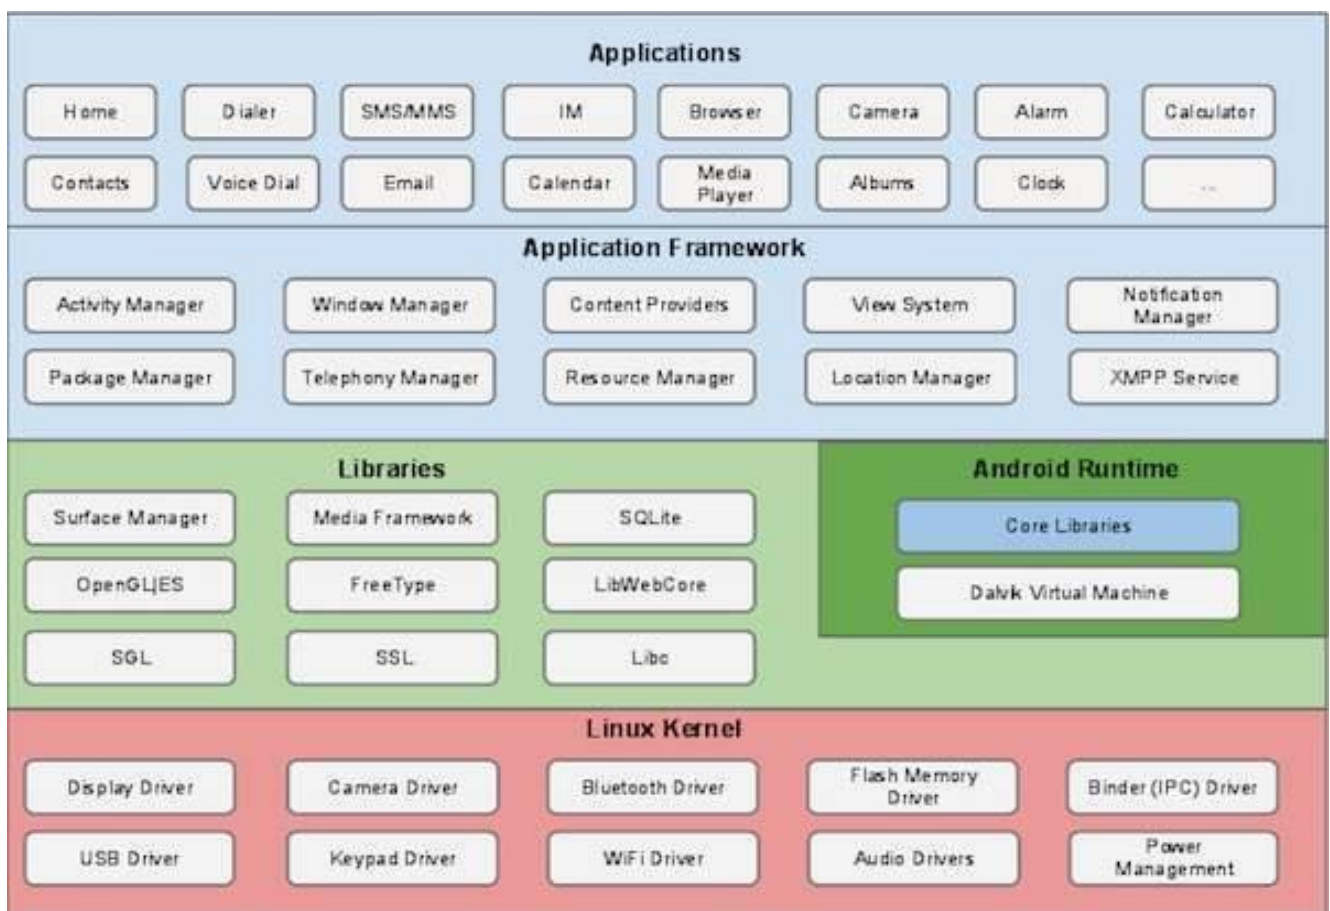 Applications
Home Dialer SMS/MMS IM Browser Camera Alarm Calculator
Contacts Voice Dial Email Calendar Media Player Albums Clock ...
Application Framework
Activity Manager Window Manager Content Providers View System Notification Manager
Package Manager Telephony Manager Resource Manager Location Manager XMPP Service
Libraries
Surface Manager Media Framework SQLite
OpenGL|ES FreeType LibWebCore
SGL SSL Libc
Android Runtime
Core Libraries
Dalvik Virtual Machine
Linux Kernel
Display Driver Camera Driver Bluetooth Driver Flash Memory Driver Binder (IPC) Driver
USB Driver Keypad Driver WiFi Driver Audio Drivers Power Management